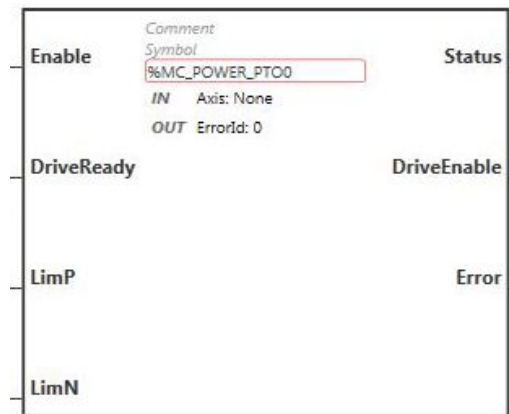 Comment
Enable Symbol Status
%MC_POWER_PTO0
IN Axis: None
OUT ErrorId: 0
DriveReady DriveEnable
LimP Error
LimN